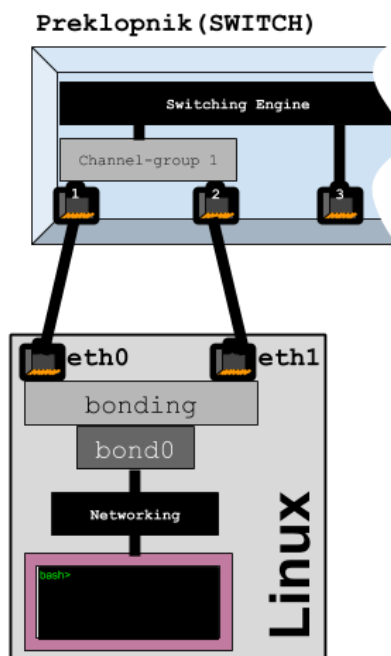 Preklopnik(SWITCH)
Switching Engine
Channel-group 1
1 2 3
eth0 eth1
bonding
bond0
Networking
bash>
Linux